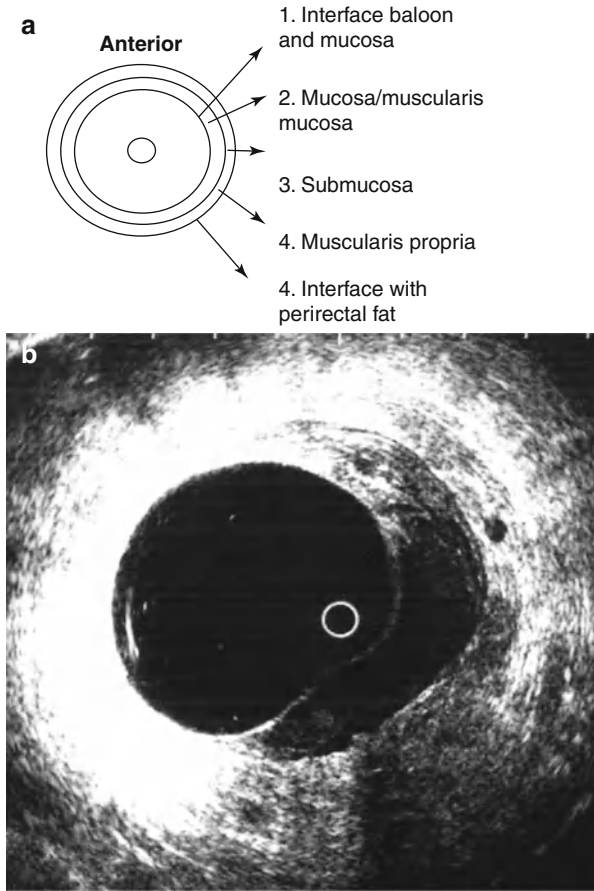 a
Anterior
1. Interface baloon
and mucosa
2. Mucosa/muscularis
mucosa
3. Submucosa
4. Muscularis propria
4. Interface with
perirectal fat
b